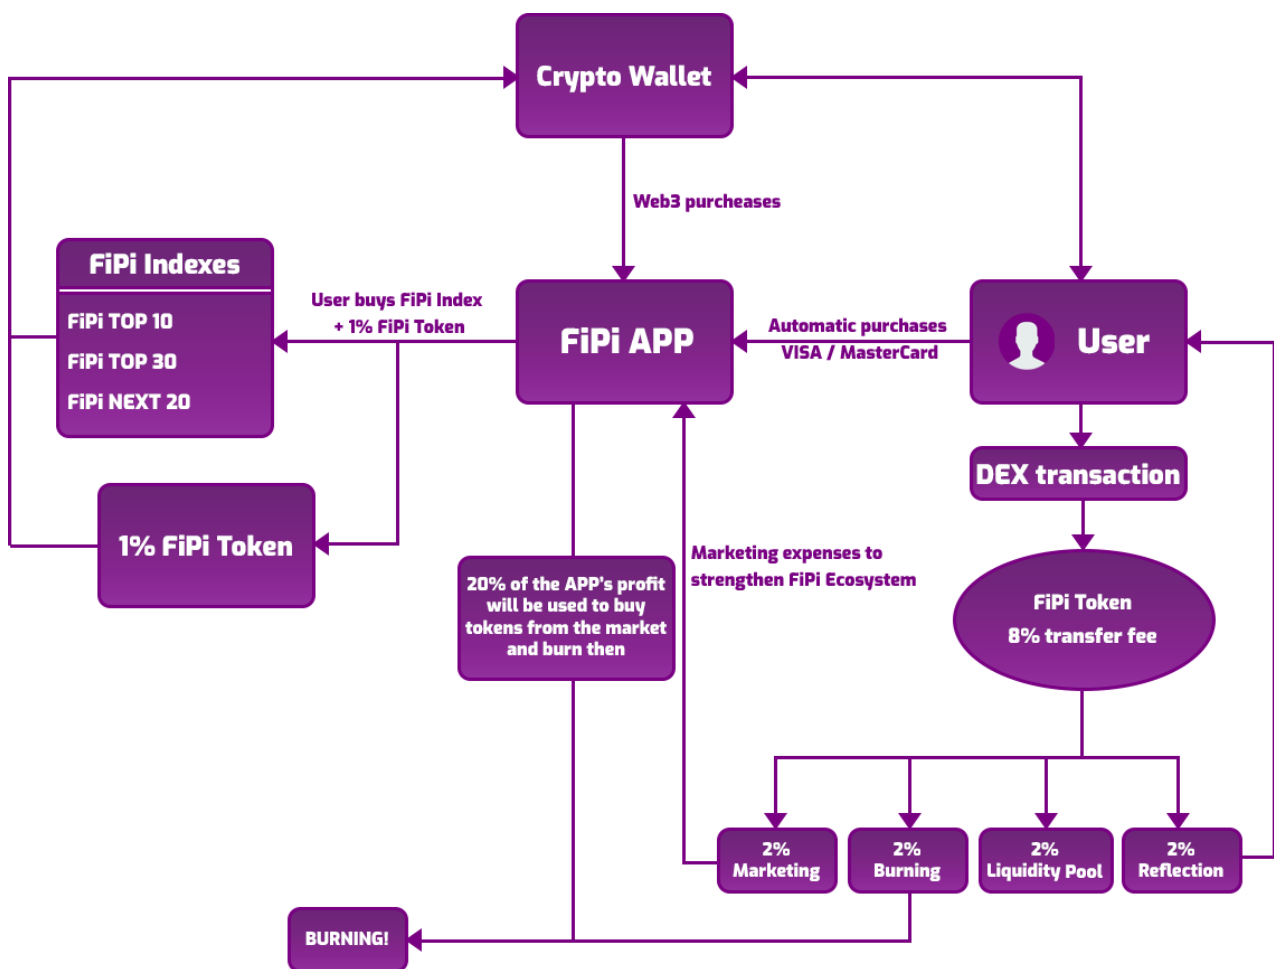 Crypto Wallet
Web3 purcheases
FiPi Indexes
FiPi TOP 10
FiPi TOP 30
FiPi NEXT 20
User buys FiPi Index
+ 1% FiPi Token
FiPi APP
Automatic purchases
VISA / MasterCard
User
DEX transaction
1% FiPi Token
20% of the APP's profit
will be used to buy
tokens from the market
and burn then
Marketing expenses to
strengthen FiPi Ecosystem
FiPi Token
8% transfer fee
2%
Marketing
2%
Burning
2%
Liquidity Pool
2%
Reflection
BURNING!